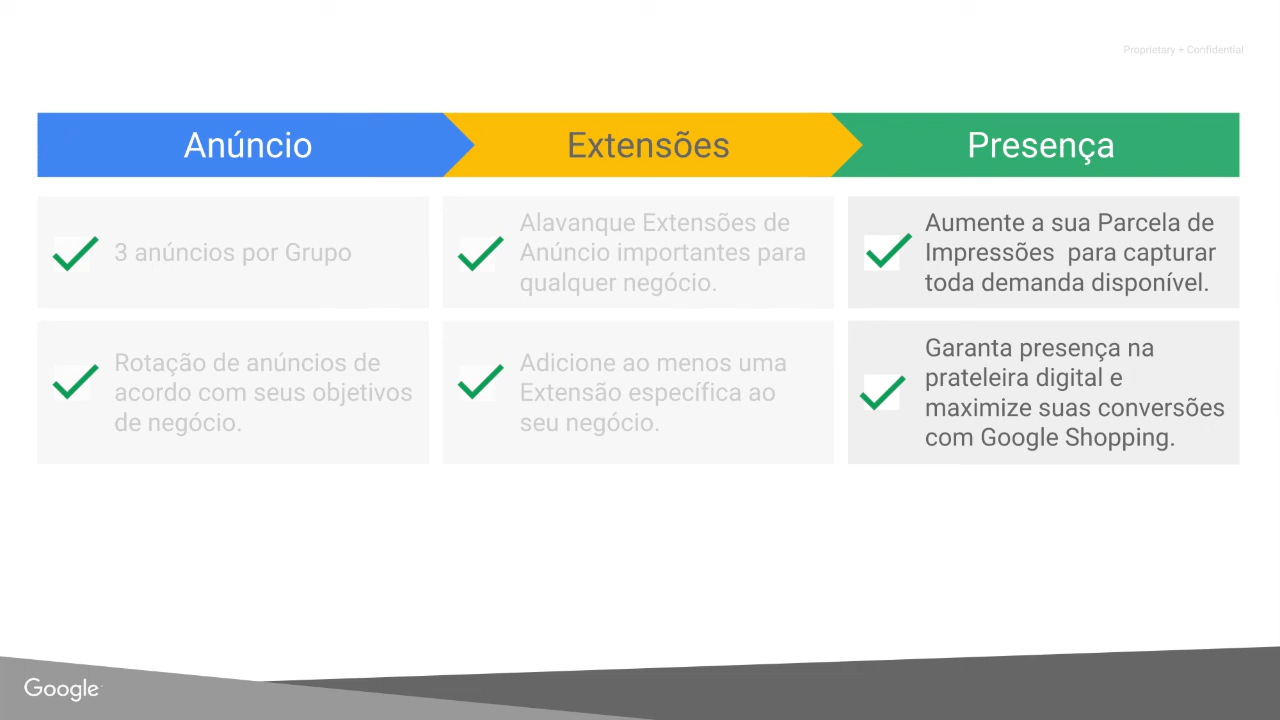 Proprietary + Confidential
Anúncio
Extensões
Presença
3 anúncios por Grupo
Alavanque Extensões de
Anúncio importantes para
qualquer negócio.
Aumente a sua Parcela de
Impressões  para capturar
toda demanda disponível.
Rotação de anúncios de
acordo com seus objetivos
de negócio.
Adicione ao menos uma
Extensão específica ao
seu negócio.
Garanta presença na
prateleira digital e
maximize suas conversões
com Google Shopping.
Google